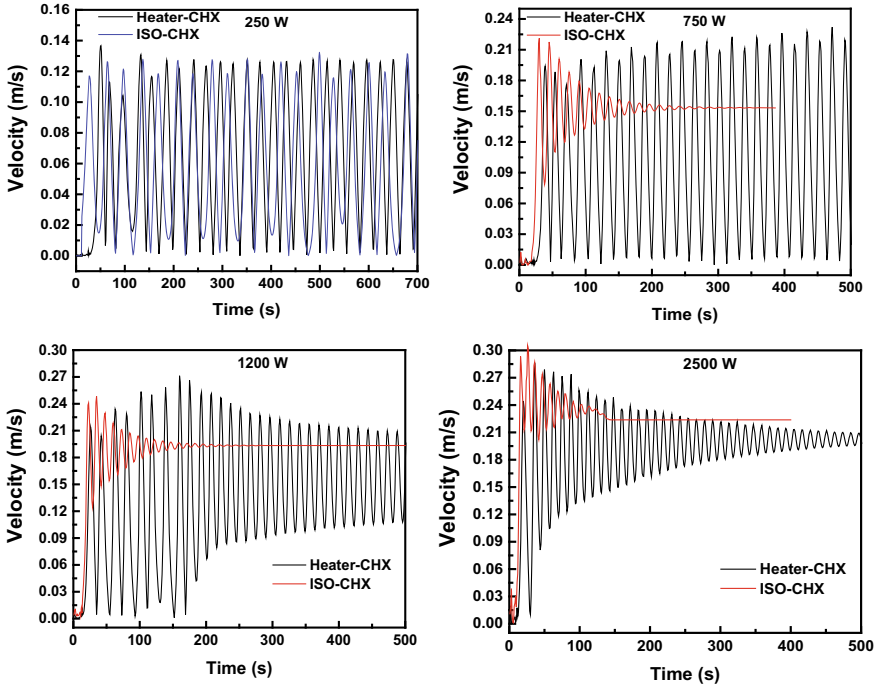 250 W
Heater-CHX
ISO-CHX
Velocity (m/s)
0.16
0.14
0.12
0.10
0.08
0.06
0.04
0.02
0.00
0 100 200 300 400 500 600 700
Time (s)
750 W
Heater-CHX
ISO-CHX
Velocity (m/s)
0.24
0.21
0.18
0.15
0.12
0.09
0.06
0.03
0.00
0 100 200 300 400 500
Time (s)
1200 W
Velocity (m/s)
0.30
0.27
0.24
0.21
0.18
0.15
0.12
0.09
0.06
0.03
0.00
Heater-CHX
ISO-CHX
0 100 200 300 400 500
Time (s)
2500 W
Velocity (m/s)
0.30
0.27
0.24
0.21
0.18
0.15
0.12
0.09
0.06
0.03
0.00
Heater-CHX
ISO-CHX
0 100 200 300 400 500
Time (s)